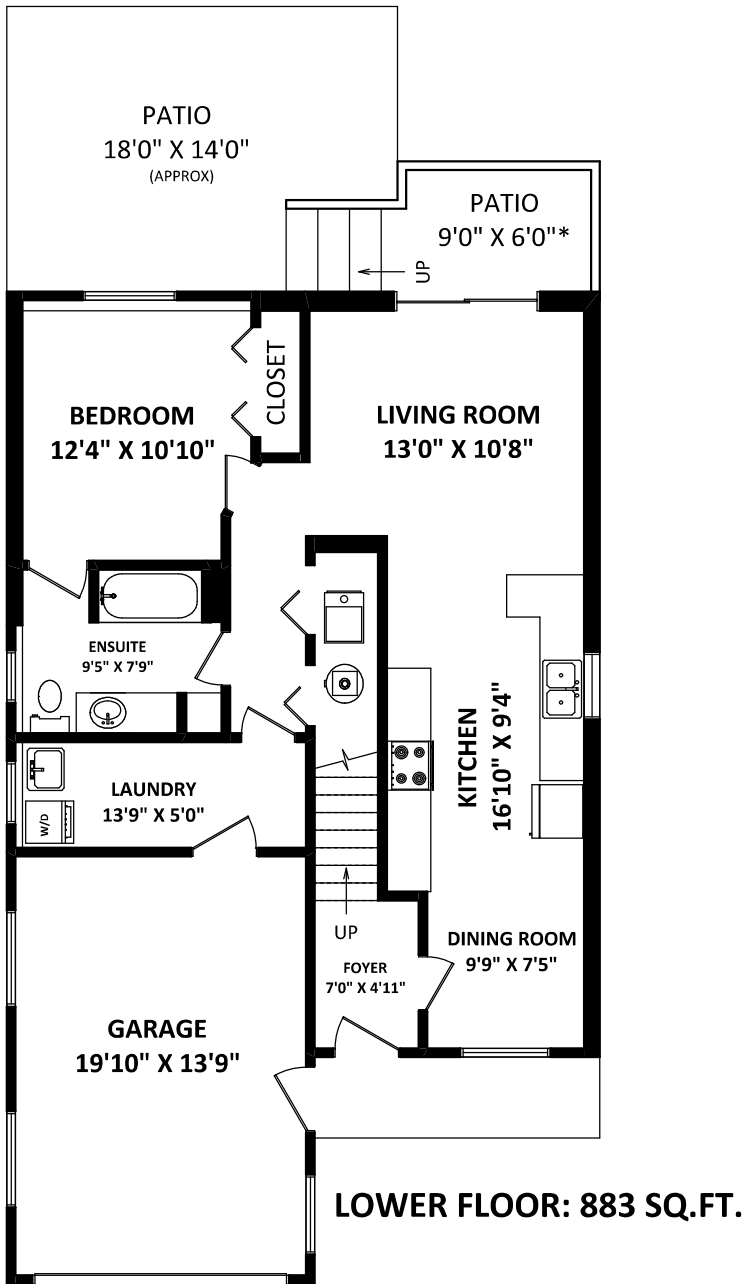 PATIO
18'0" X 14'0"
(APPROX)
PATIO
9'0" X 6'0"*
UP
BEDROOM
12'4" X 10'10"
CLOSET
LIVING ROOM
13'0" X 10'8"
ENSUITE
9'5" X 7'9"
KITCHEN
16'10" X 9'4"
LAUNDRY
13'9" X 5'0"
W/D
UP
DINING ROOM
9'9" X 7'5"
FOYER
7'0" X 4'11"
GARAGE
19'10" X 13'9"
LOWER FLOOR: 883 SQ.FT.